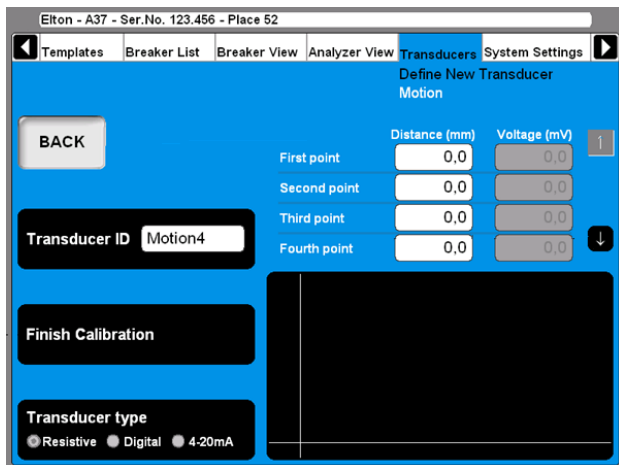 Elton - A37 - Ser.No. 123.456 - Place 52
Templates Breaker List Breaker View Analyzer View Transducers System Settings
Define New Transducer
Motion
BACK
Distance (mm) Voltage (mV)
First point 0,0 0,0
1
Second point 0,0 0,0
Third point 0,0 0,0
Transducer ID Motion4
Fourth point 0,0 0,0
Finish Calibration
Transducer type
Resistive Digital 4-20mA